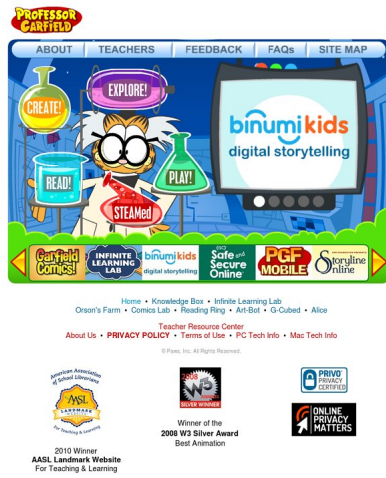 PROFESSOR
GARFIELD
ABOUT TEACHERS FEEDBACK FAQs SITE MAP
EXPLORE!
CREATE!
READ!
PLAY!
STEAMed
binumi kids
digital storytelling
Garfield
Comics!
INFINITE
LEARNING
LAB
binumi kids
digital storytelling
Safe and
Secure
Online
PGF
MOBILE
Storyline
Online
Home • Knowledge Box • Infinite Learning Lab
Orson's Farm • Comics Lab • Reading Ring • Art-Bot • G-Cubed • Alice
Teacher Resource Center
About Us • PRIVACY POLICY • Terms of Use • PC Tech Info • Mac Tech Info
© Paws, Inc. All Rights Reserved.
American Association
of School Librarians
AASL
LANDMARK
WEBSITE
For Teaching & Learning
2010 Winner
AASL Landmark Website
For Teaching & Learning
2008
W3
SILVER WINNER
Winner of the
2008 W3 Silver Award
Best Animation
PRIVO
PRIVACY
CERTIFIED
ONLINE
PRIVACY
MATTERS